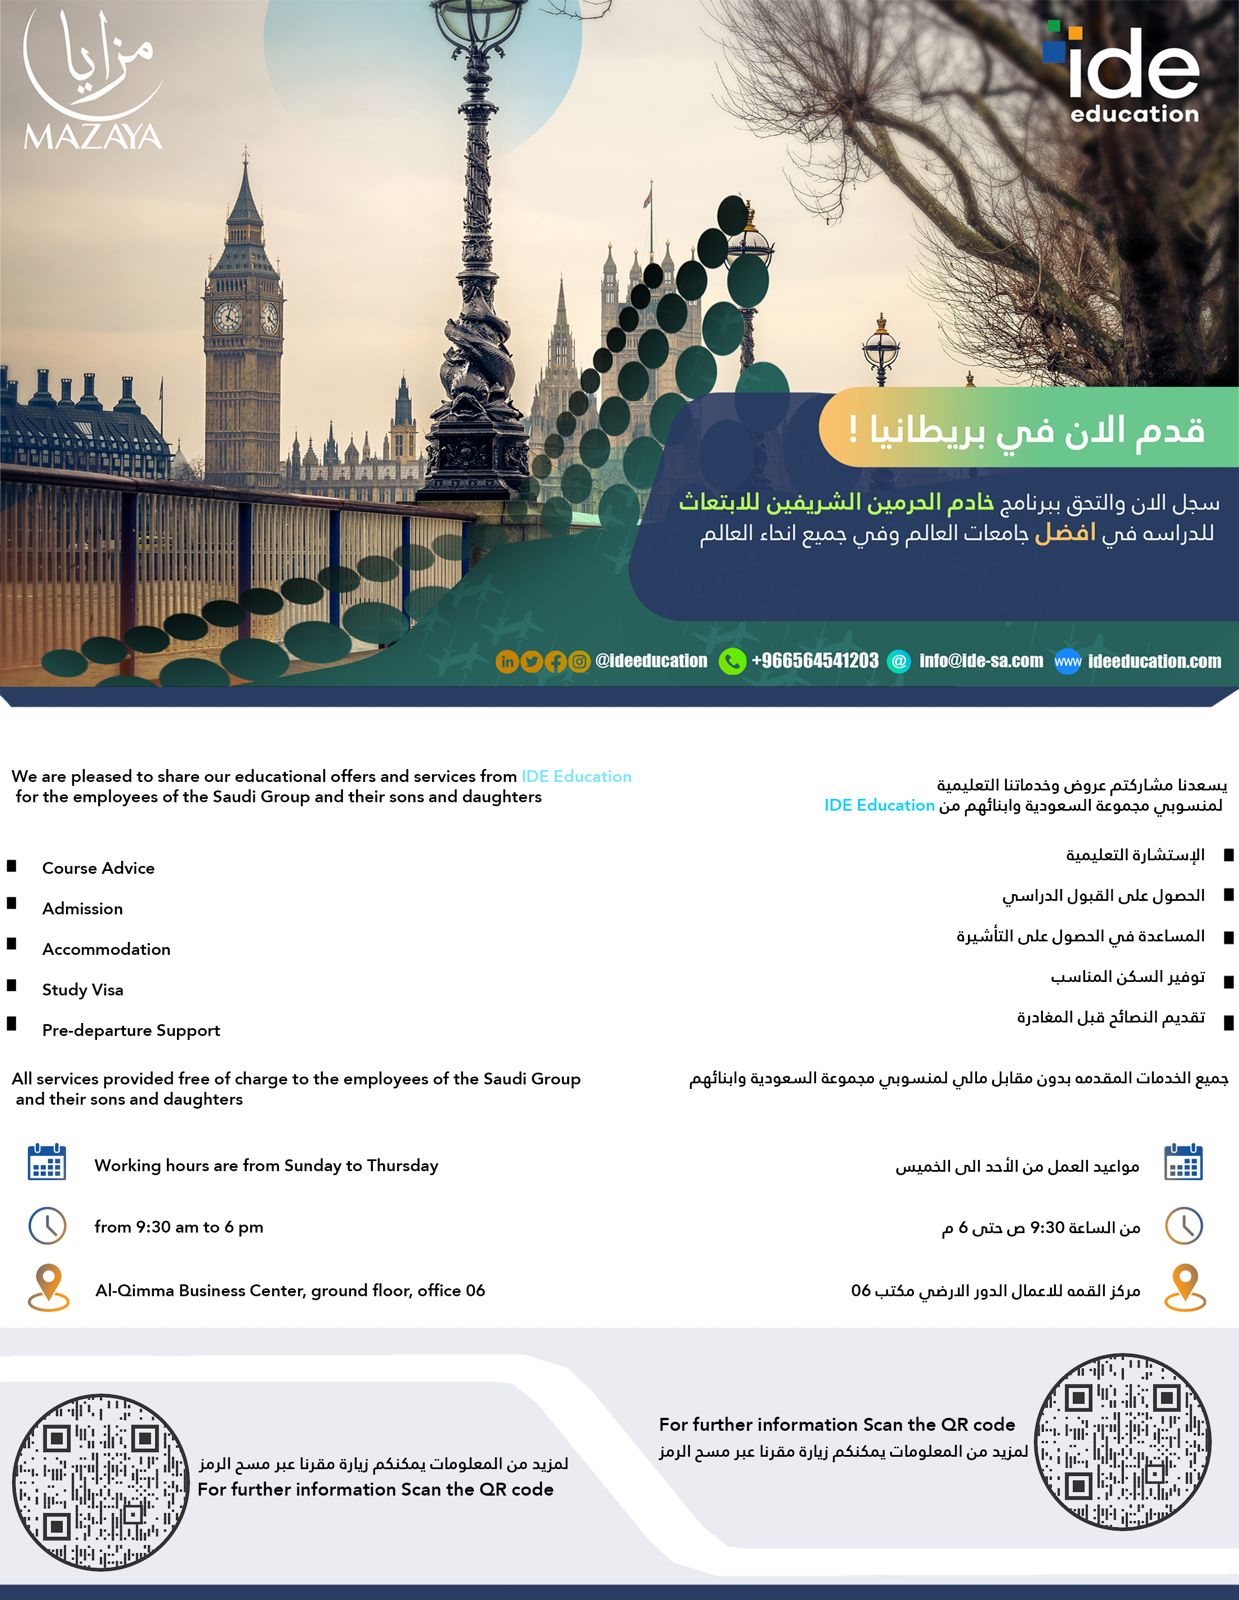 مزايا
MAZAYA
ide
education
قدم الان في بريطانيا !
سجل الان والتحق ببرنامج خادم الحرمين الشريفين للابتعاث
للدراسه في افضل جامعات العالم وفي جميع انحاء العالم
@ideeducation +966564541203 info@ide-sa.com www ideeducation.com
We are pleased to share our educational offers and services from IDE Education
for the employees of the Saudi Group and their sons and daughters
Course Advice
Admission
Accommodation
Study Visa
Pre-departure Support
All services provided free of charge to the employees of the Saudi Group
and their sons and daughters
Working hours are from Sunday to Thursday
from 9:30 am to 6 pm
Al-Qimma Business Center, ground floor, office 06
يسعدنا مشاركتم عروض وخدماتنا التعليمية
لمنسوبي مجموعة السعودية وابنائهم من IDE Education
الإستشارة التعليمية
الحصول على القبول الدراسي
المساعدة في الحصول على التأشيرة
توفير السكن المناسب
تقديم النصائح قبل المغادرة
جميع الخدمات المقدمه بدون مقابل مالي لمنسوبي مجموعة السعودية وابنائهم
مواعيد العمل من الأحد الى الخميس
من الساعة 9:30 ص حتى 6 م
مركز القمه للاعمال الدور الارضي مكتب 06
For further information Scan the QR code
لمزيد من المعلومات يمكنكم زيارة مقرنا عبر مسح الرمز
لمزيد من المعلومات يمكنكم زيارة مقرنا عبر مسح الرمز
For further information Scan the QR code